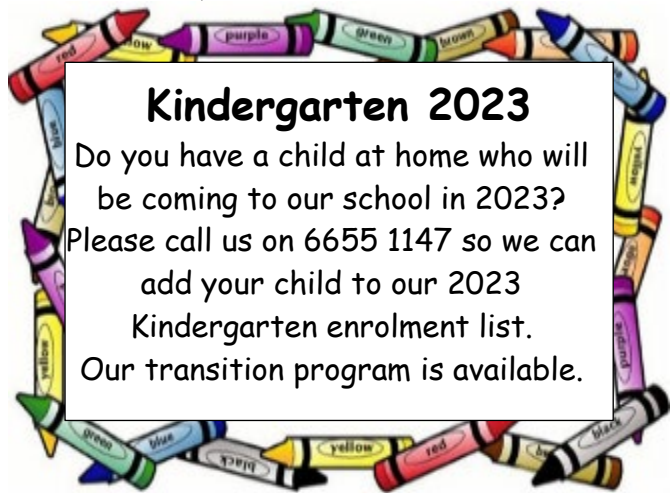 red
yellow
purple
green
brown
blue
Kindergarten 2023
Do you have a child at home who will
be coming to our school in 2023?
Please call us on 6655 1147 so we can
add your child to our 2023
Kindergarten enrolment list.
Our transition program is available.
blue
yellow
yellow
purple
green
blue
black
yellow
red
black